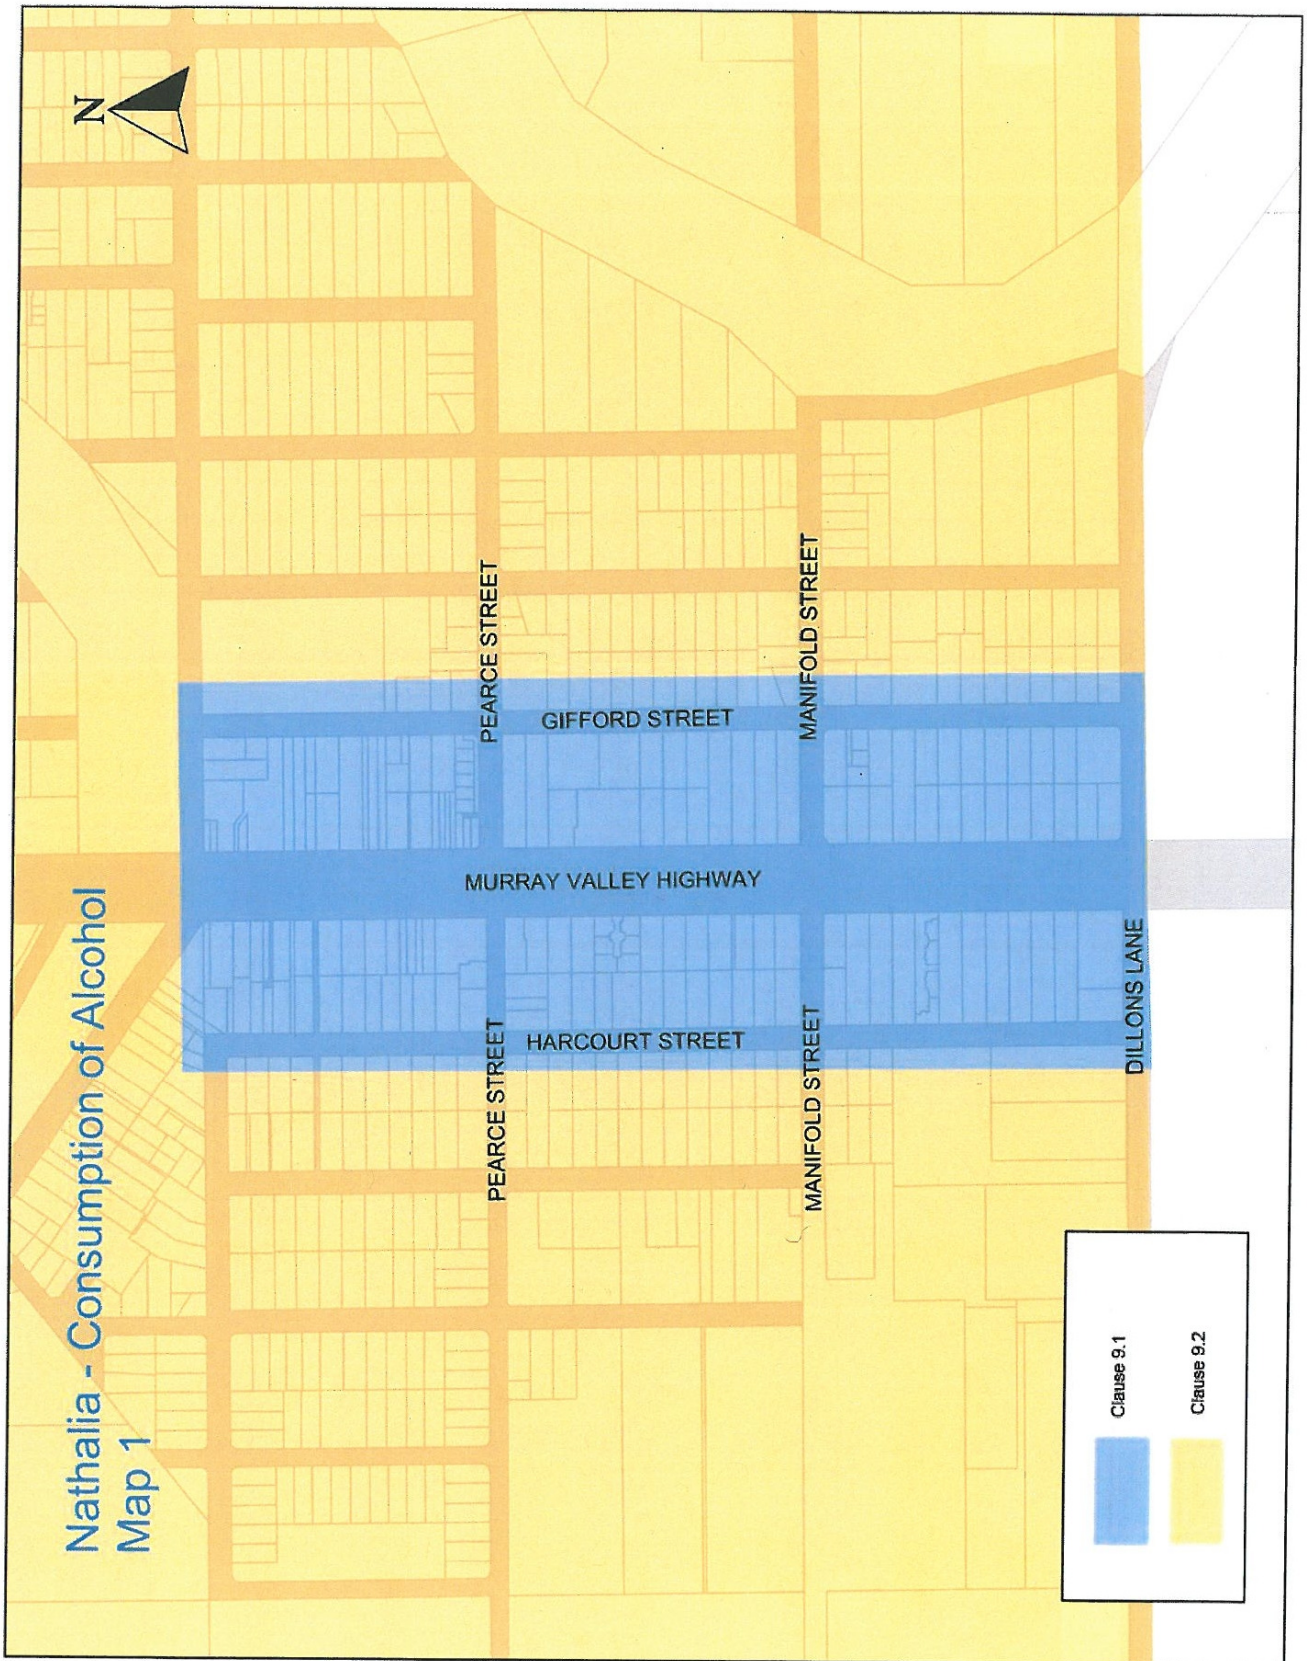 Nathalia - Consumption of Alcohol
Map 1
N
PEARCE STREET
MANIFOLD STREET
GIFFORD STREET
MURRAY VALLEY HIGHWAY
HARCOURT STREET
PEARCE STREET
MANIFOLD STREET
DILLONS LANE
Clause 9.1
Clause 9.2